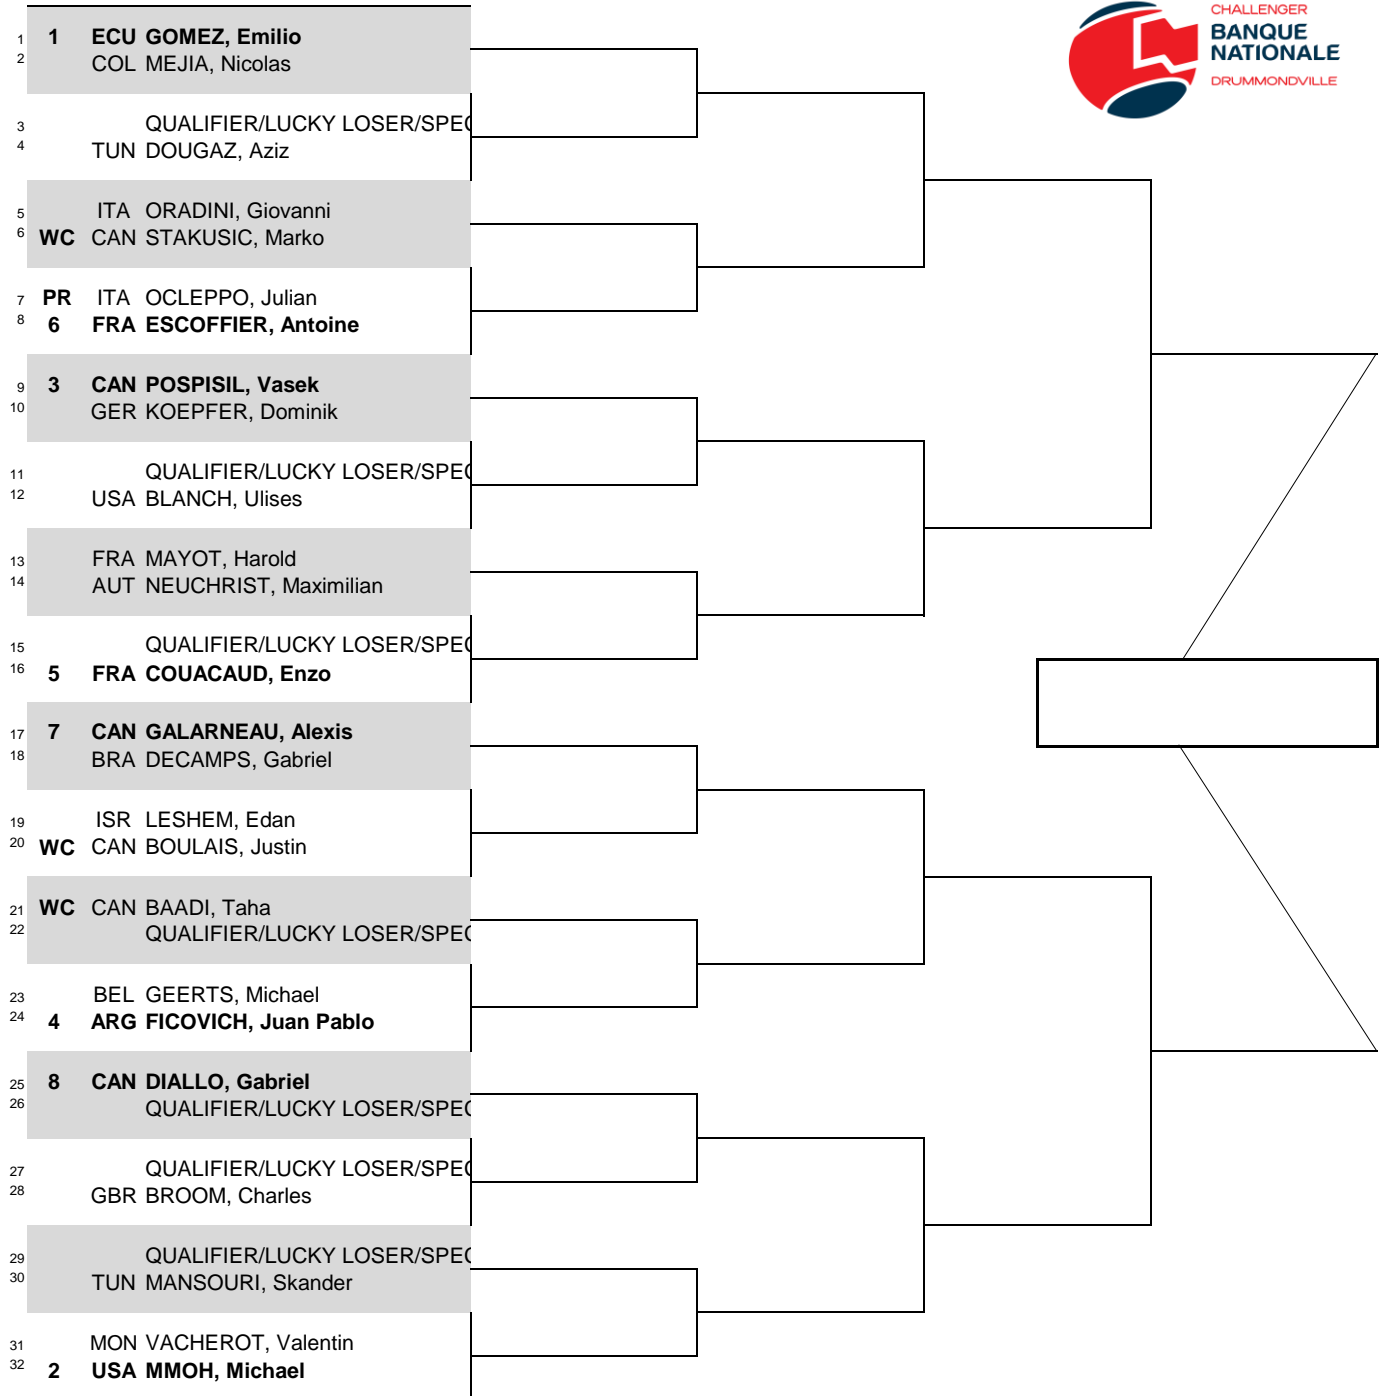 CHALLENGER
BANQUE
NATIONALE
DRUMMONDVILLE
1 1 ECU GOMEZ, Emilio
2 COL MEJIA, Nicolas
3 QUALIFIER/LUCKY LOSER/SPEC
4 TUN DOUGAZ, Aziz
5 ITA ORADINI, Giovanni
6 WC CAN STAKUSIC, Marko
7 PR ITA OCLEPPO, Julian
8 6 FRA ESCOFFIER, Antoine
9 3 CAN POSPISIL, Vasek
10 GER KOEPFER, Dominik
11 QUALIFIER/LUCKY LOSER/SPEC
12 USA BLANCH, Ulises
13 FRA MAYOT, Harold
14 AUT NEUCHRIST, Maximilian
15 QUALIFIER/LUCKY LOSER/SPEC
16 5 FRA COUACAUD, Enzo
17 7 CAN GALARNEAU, Alexis
18 BRA DECAMPS, Gabriel
19 ISR LESHEM, Edan
20 WC CAN BOULAIS, Justin
21 WC CAN BAADI, Taha
22 QUALIFIER/LUCKY LOSER/SPEC
23 BEL GEERTS, Michael
24 4 ARG FICOVICH, Juan Pablo
25 8 CAN DIALLO, Gabriel
26 QUALIFIER/LUCKY LOSER/SPEC
27 QUALIFIER/LUCKY LOSER/SPEC
28 GBR BROOM, Charles
29 QUALIFIER/LUCKY LOSER/SPEC
30 TUN MANSOURI, Skander
31 MON VACHEROT, Valentin
32 2 USA MMOH, Michael